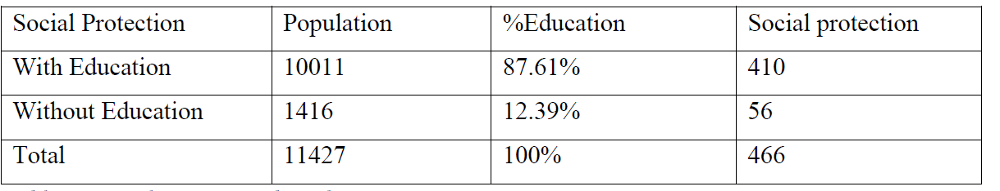 Social Protection Population %Education Social protection
With Education 10011 87.61% 410
Without Education 1416 12.39% 56
Total 11427 100% 466